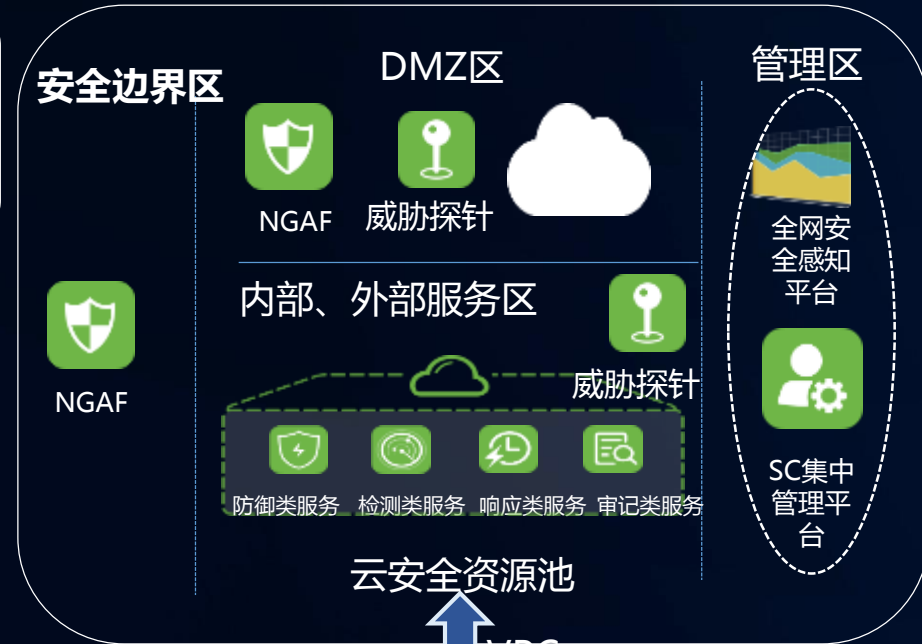 安全边界区
DMZ区
管理区
NGAF
威胁探针
全网安
全感知
平台
内部、外部服务区
NGAF
威胁探针
防御类服务
检测类服务
响应类服务
审记类服务
SC集中
管理平
台
云安全资源池